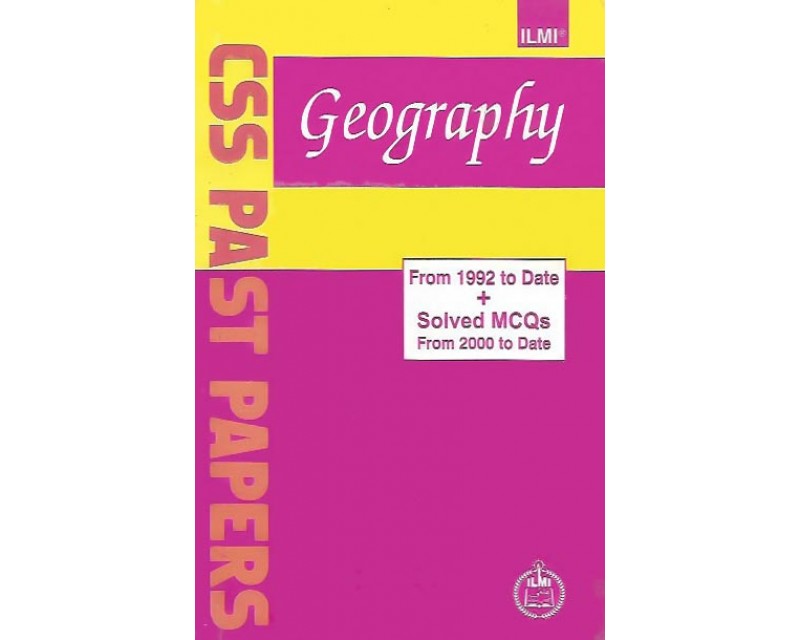 ILMI®
CSS PAST PAPERS
Geography
From 1992 to Date
+
Solved MCQs
From 2000 to Date
ILMI